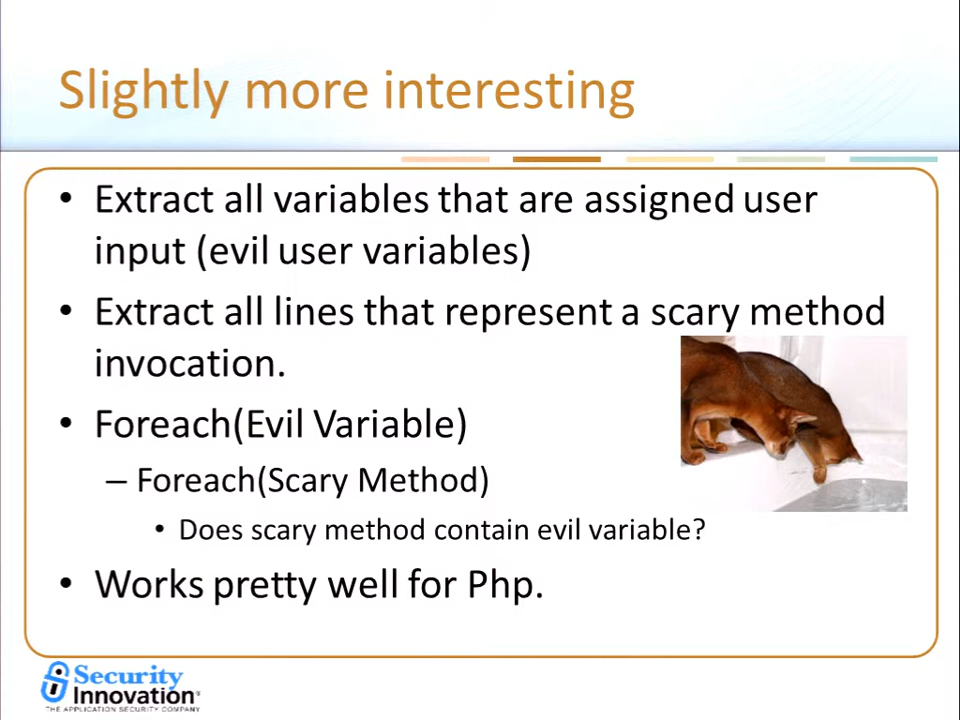 Slightly more interesting
• Extract all variables that are assigned user
input (evil user variables)
• Extract all lines that represent a scary method
invocation.
• Foreach(Evil Variable)
– Foreach(Scary Method)
• Does scary method contain evil variable?
• Works pretty well for Php.
Security
Innovation
THE APPLICATION SECURITY COMPANY